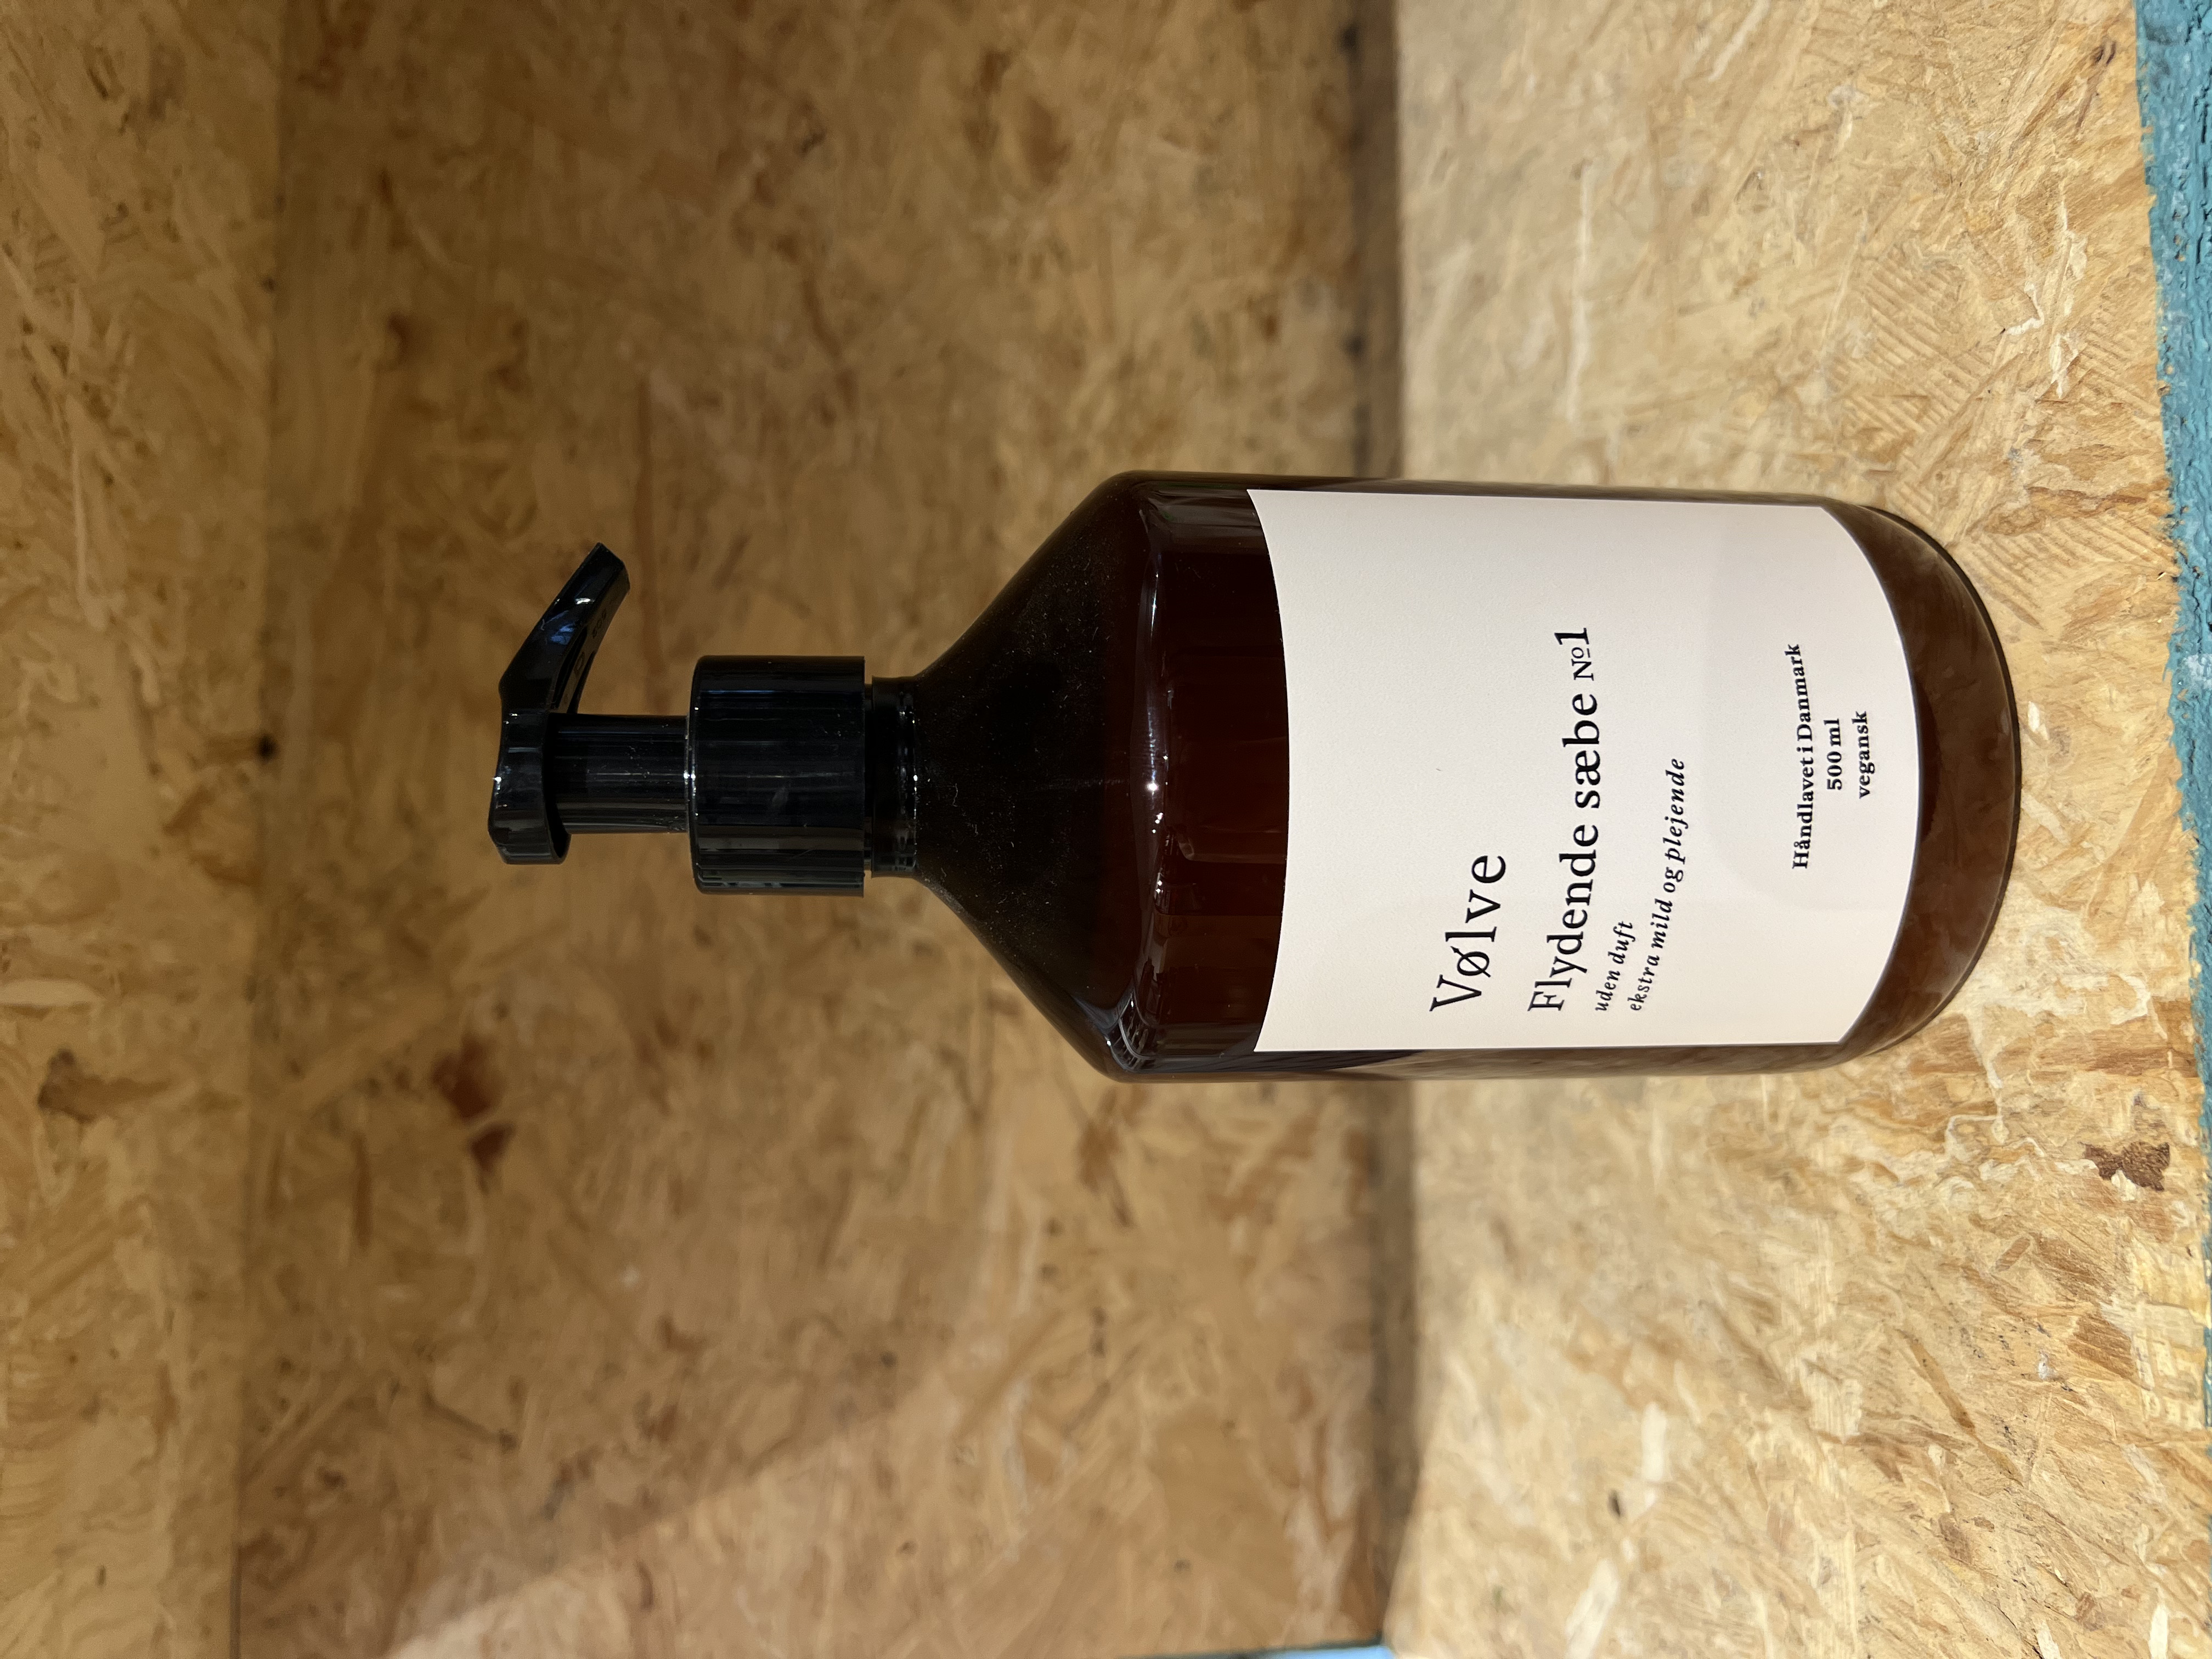 Vølve
Flydende sæbe №1
uden duft
ekstra mild og plejende
Håndlavet i Danmark
500 ml
vegansk